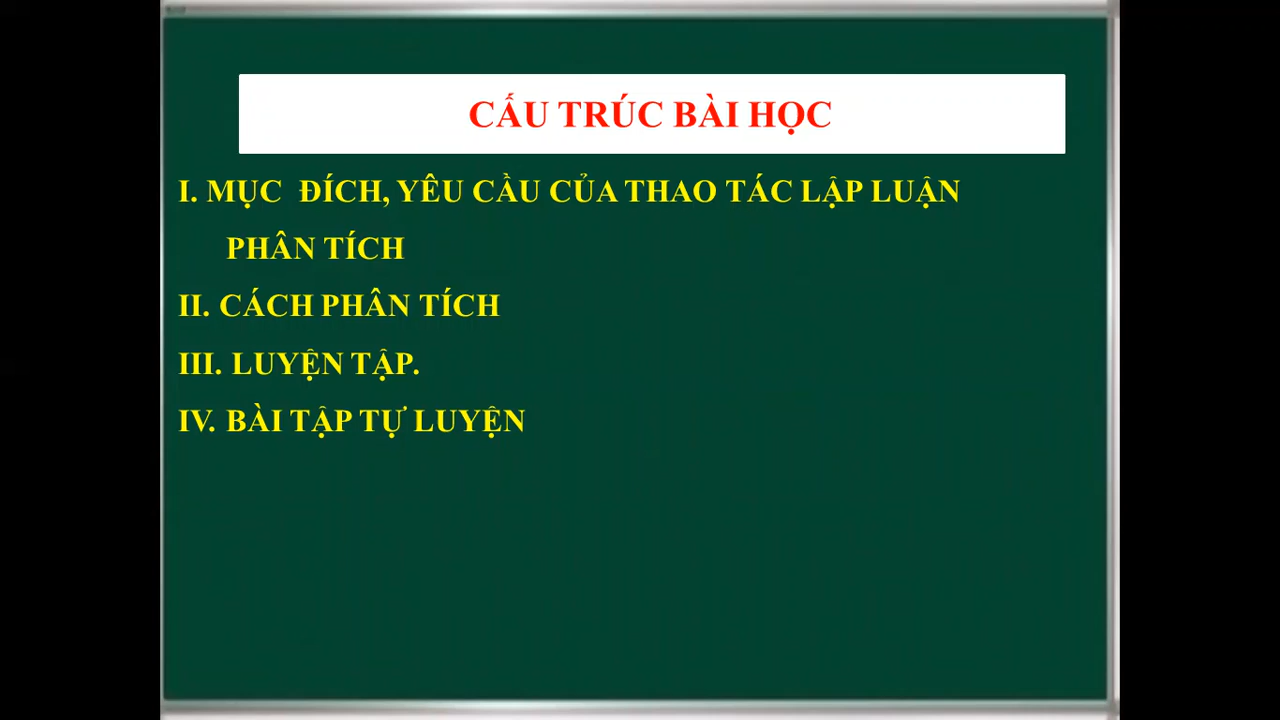 CẤU TRÚC BÀI HỌC
I. MỤC ĐÍCH, YÊU CẦU CỦA THAO TÁC LẬP LUẬN
PHÂN TÍCH
II. CÁCH PHÂN TÍCH
III. LUYỆN TẬP.
IV. BÀI TẬP TỰ LUYỆN